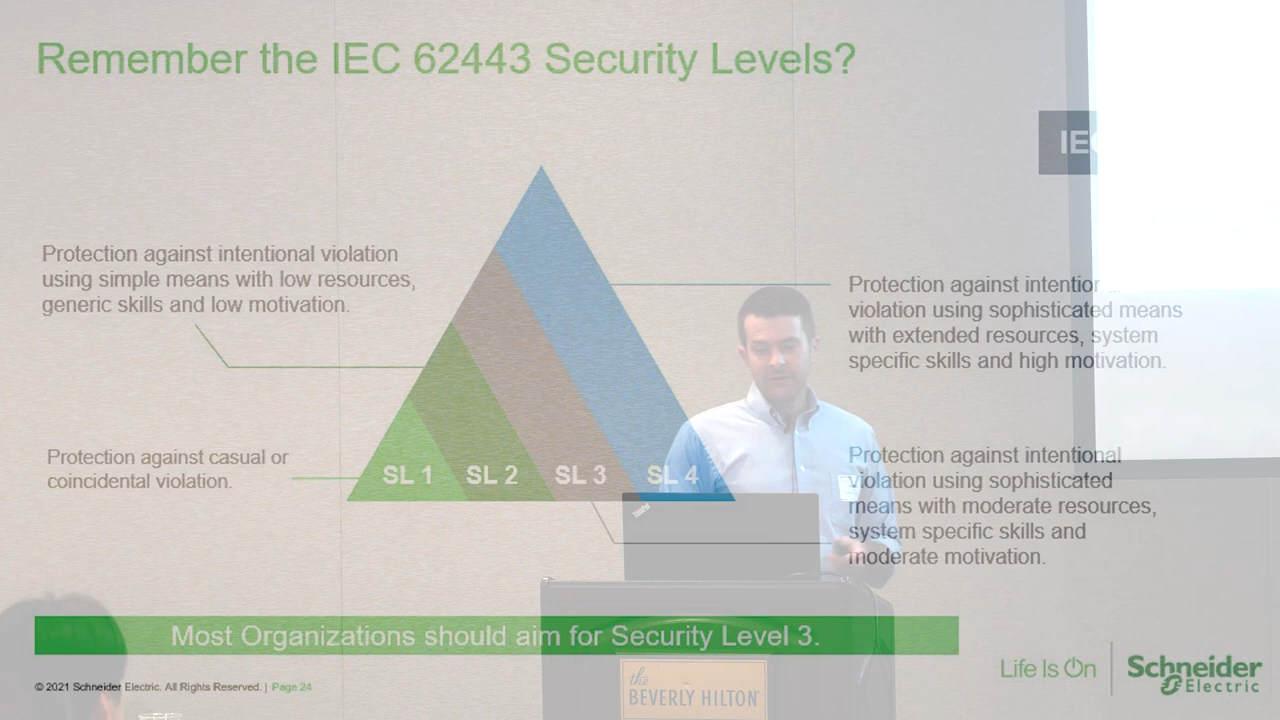 Remember the IEC 62443 Security Levels?
Protection against intentional violation
using simple means with low resources,
generic skills and low motivation.
Protection against
violation using sophisticated means
with extended resources, system
specific skills and high motivation.
Protection against casual or
coincidental violation.
SL 1
SL 2
SL 3
SL 4
Protection against intentional
violation using sophisticated
means with moderate resources,
system specific skills and
moderate motivation.
ThinkPad
Most Organizations should aim for Security Level 3.
the
BEVERLY HILTON
© 2021 Schneider Electric. All Rights Reserved. | Page 24
Life Is On
Schneider
Electric